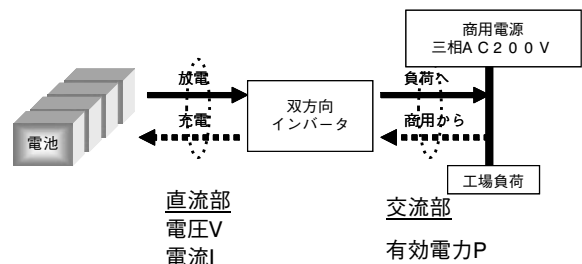 商用電源
三相AC200V
放電
負荷へ
双方向
インバータ
充電
商用から
電池
工場負荷
直流部
電圧V
電流I
交流部
有効電力P